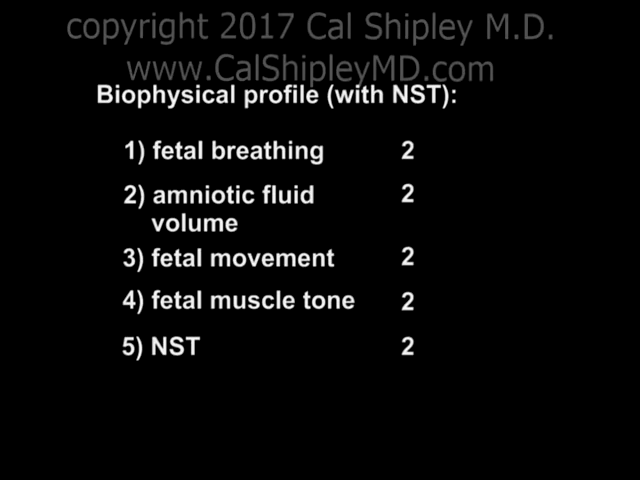 copyright 2017 Cal Shipley M.D.
www.CalShipleyMD.com
Biophysical profile (with NST):
1) fetal breathing 2
2) amniotic fluid 2
volume
3) fetal movement 2
4) fetal muscle tone 2
5) NST 2